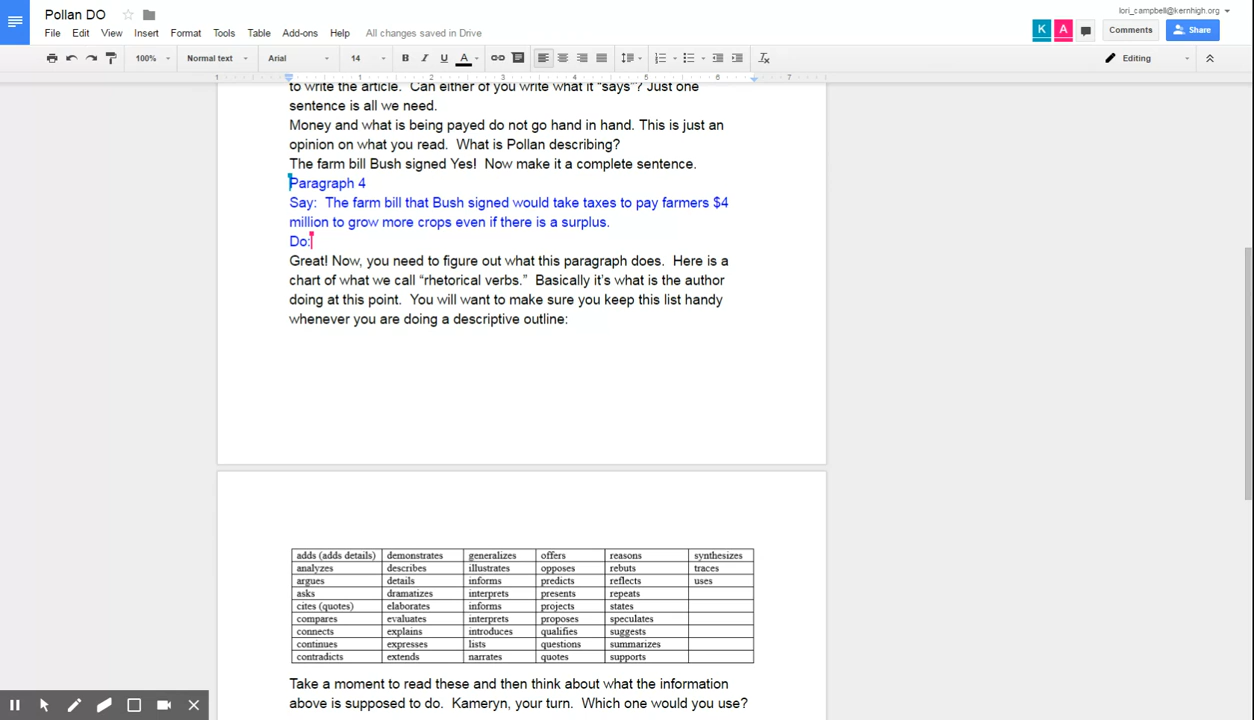 Pollan DO
lori_campbell@kernhigh.org
File Edit View Insert Format Tools Table Add-ons Help All changes saved in Drive
K A Comments Share
100% Normal text Arial 14 B I U A Editing
1 1 2 3 4 5 6 7
to write the article. Can either of you write what it “says”? Just one
sentence is all we need.
Money and what is being payed do not go hand in hand. This is just an
opinion on what you read. What is Pollan describing?
The farm bill Bush signed Yes! Now make it a complete sentence.
Paragraph 4
Say: The farm bill that Bush signed would take taxes to pay farmers $4
million to grow more crops even if there is a surplus.
Do:
Great! Now, you need to figure out what this paragraph does. Here is a
chart of what we call “rhetorical verbs.” Basically it’s what is the author
doing at this point. You will want to make sure you keep this list handy
whenever you are doing a descriptive outline:
adds (adds details) demonstrates generalizes offers reasons synthesizes
analyzes describes illustrates opposes rebuts traces
argues details informs predicts reflects uses
asks dramatizes interprets presents repeats
cites (quotes) elaborates informs projects states
compares evaluates interprets proposes speculates
connects explains introduces qualifies suggests
continues expresses lists questions summarizes
contradicts extends narrates quotes supports
Take a moment to read these and then think about what the information
above is supposed to do. Kameryn, your turn. Which one would you use?